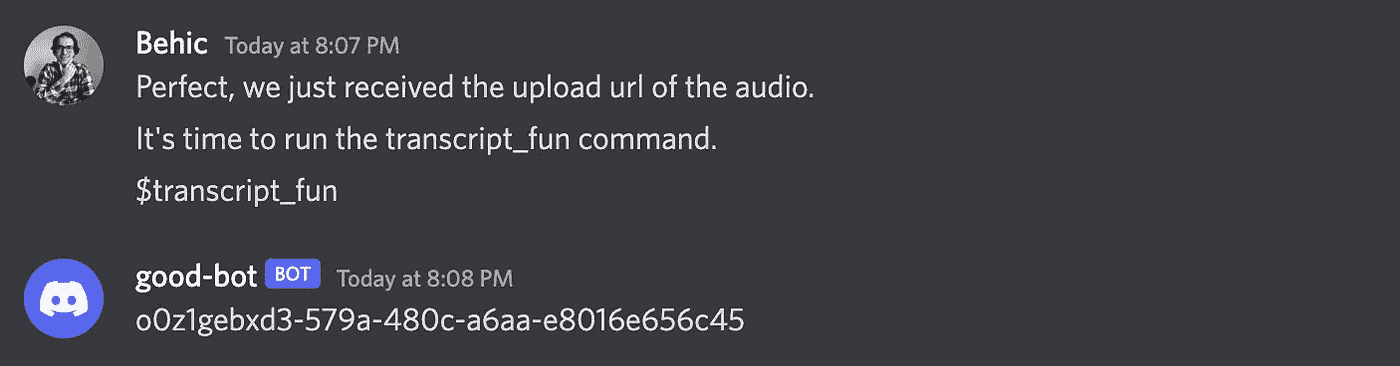 Behic Today at 8:07 PM
Perfect, we just received the upload url of the audio.
It's time to run the transcript_fun command.
$transcript_fun
good-bot BOT Today at 8:08 PM
o0z1gebxd3-579a-480c-a6aa-e8016e656c45